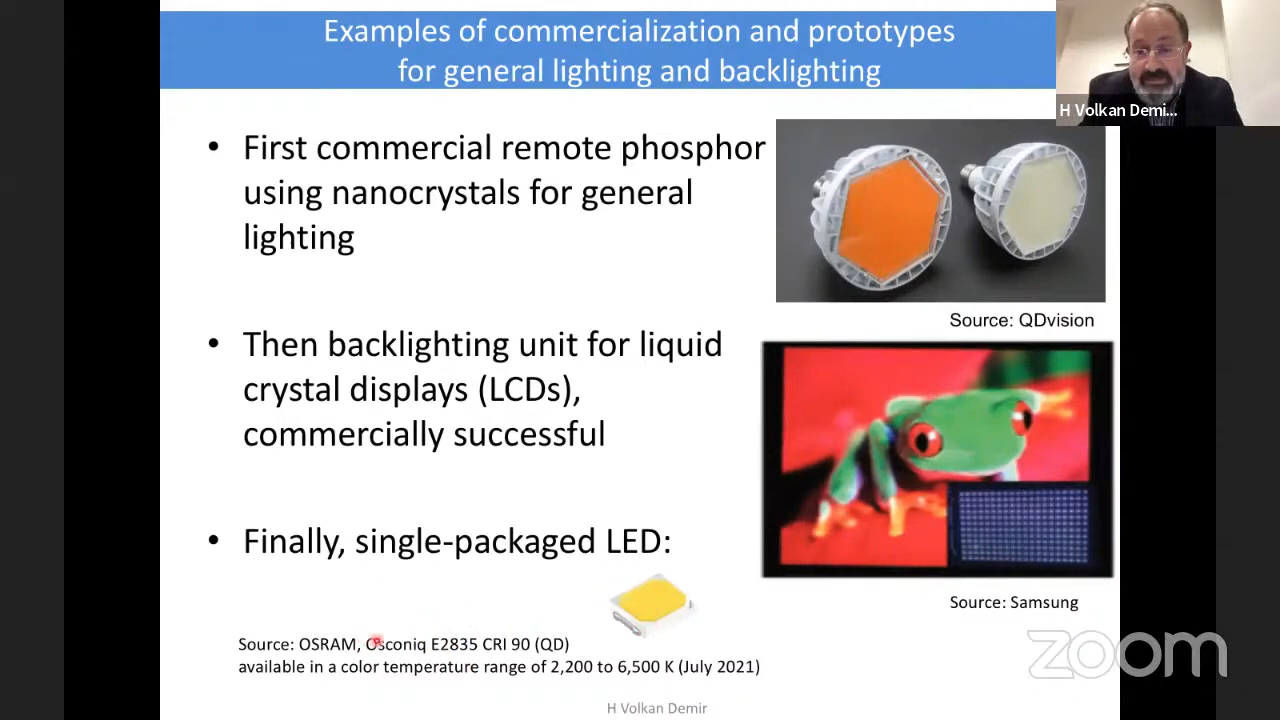 Examples of commercialization and prototypes
for general lighting and backlighting
H Volkan Demi...
• First commercial remote phosphor
using nanocrystals for general
lighting
Source: QDvision
• Then backlighting unit for liquid
crystal displays (LCDs),
commercially successful
• Finally, single-packaged LED:
Source: Samsung
Source: OSRAM, Osconiq E2835 CRI 90 (QD)
available in a color temperature range of 2,200 to 6,500 K (July 2021)
zoom
H Volkan Demir